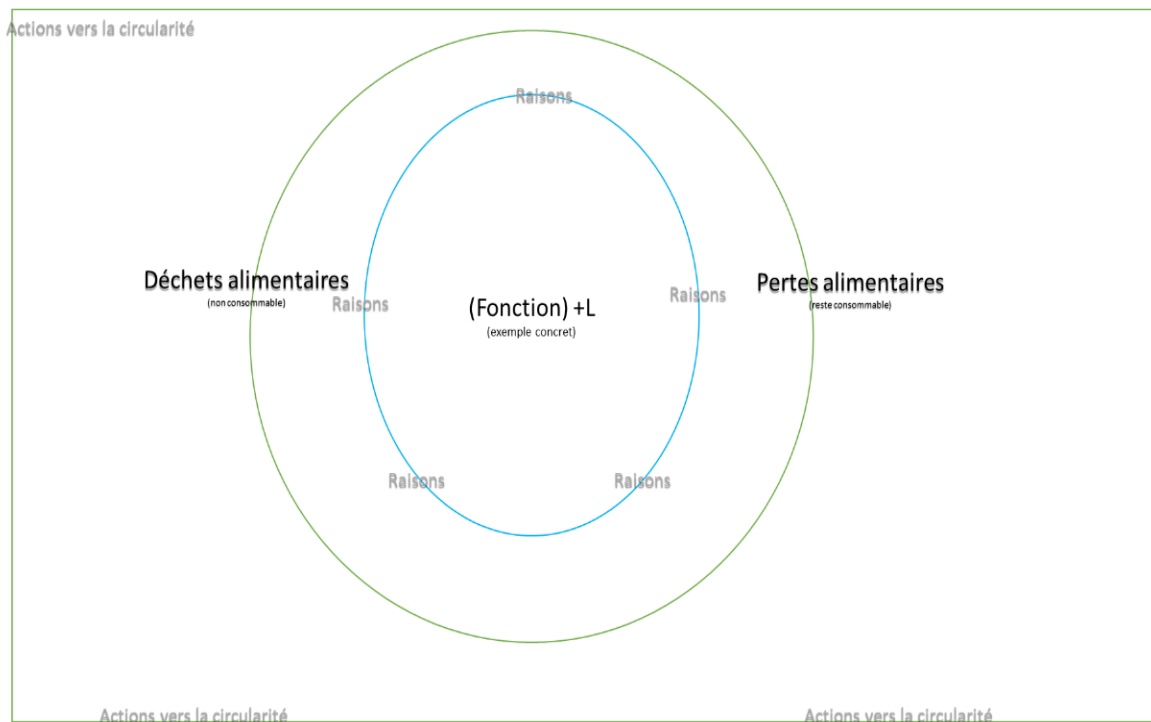 Actions vers la circularité
Raisons
Déchets alimentaires
(non consommable)
Raisons
(Fonction) +L
(exemple concret)
Raisons
Pertes alimentaires
(reste consommable)
Raisons
Raisons
Actions vers la circularité
Actions vers la circularité